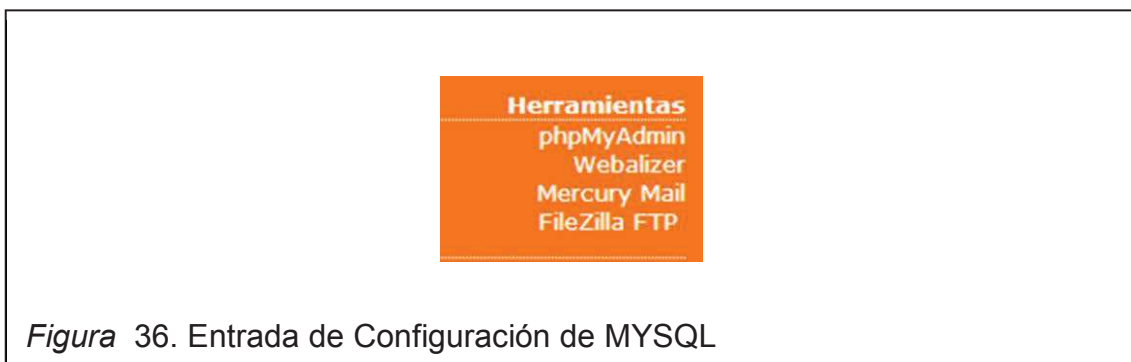 Herramientas
phpMyAdmin
Webalizer
Mercury Mail
FileZilla FTP
Figura 36. Entrada de Configuración de MYSQL